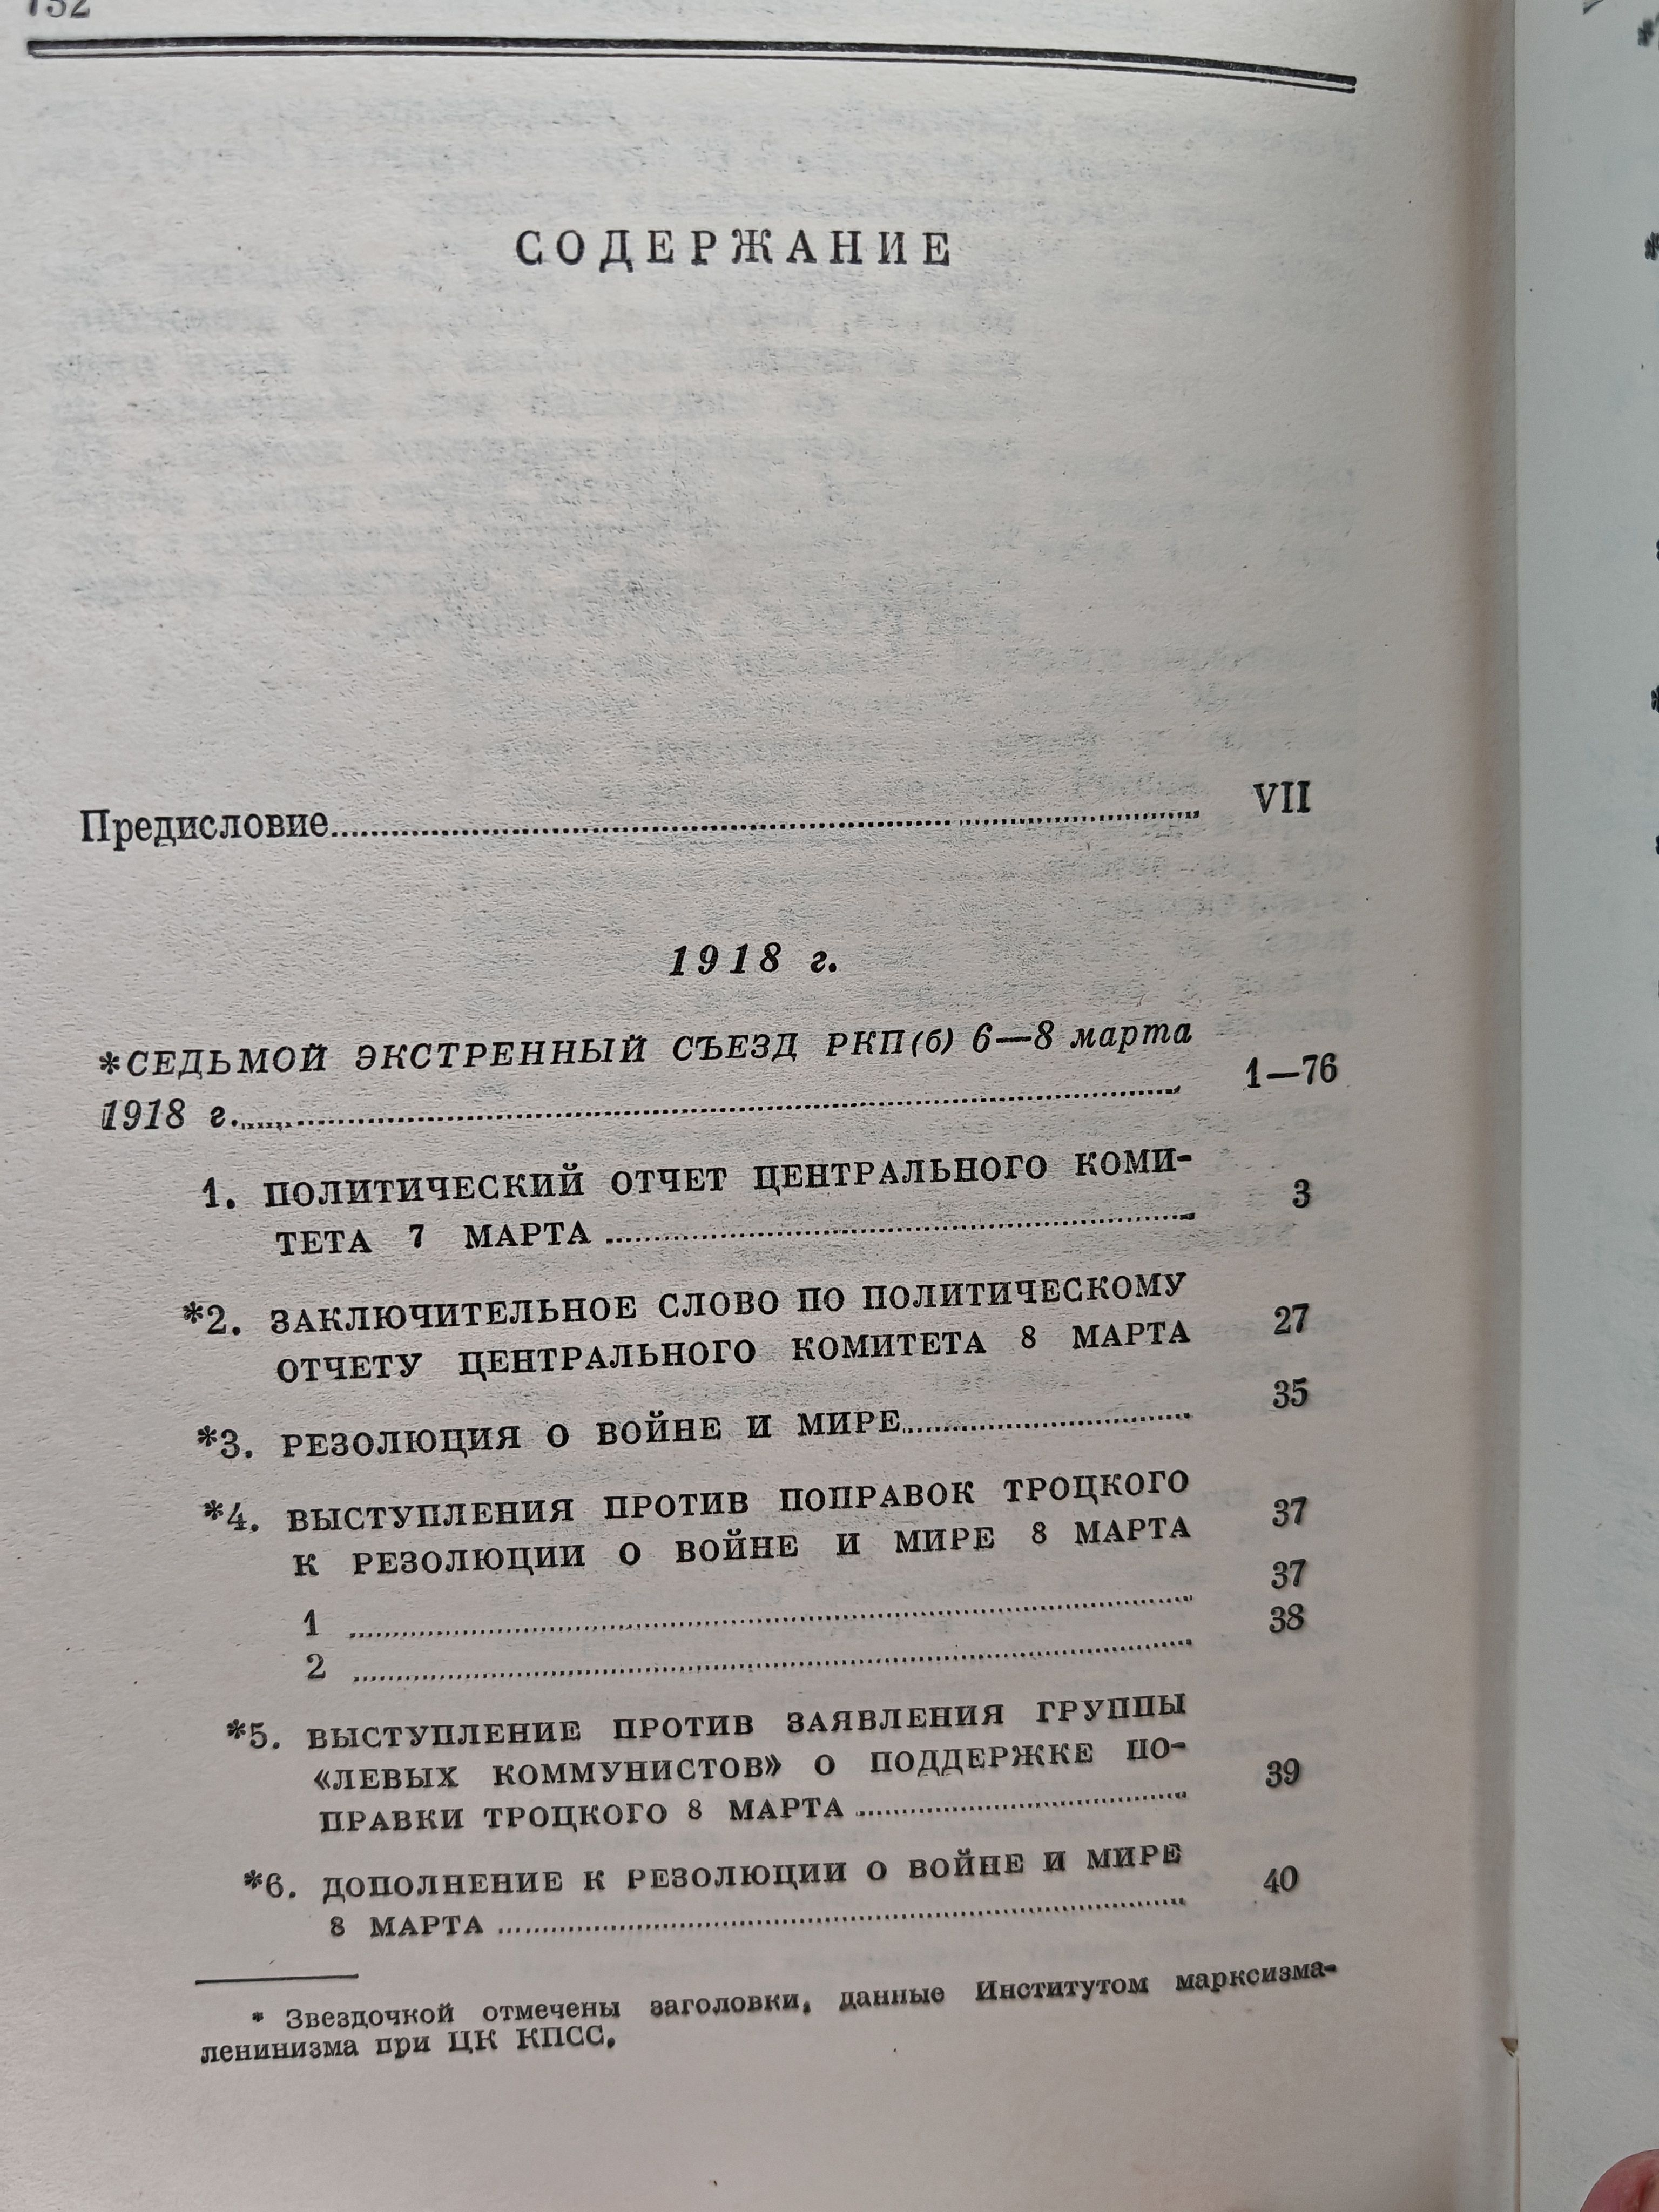 СОДЕРЖАНИЕ
Предисловие VII
1918 г.
*СЕДЬМОЙ ЭКСТРЕННЫЙ СЪЕЗД РКП(б) 6—8 марта
1918 г. 1—76
1. ПОЛИТИЧЕСКИЙ ОТЧЕТ ЦЕНТРАЛЬНОГО КОМИ-
ТЕТА 7 МАРТА 3
*2. ЗАКЛЮЧИТЕЛЬНОЕ СЛОВО ПО ПОЛИТИЧЕСКОМУ
ОТЧЕТУ ЦЕНТРАЛЬНОГО КОМИТЕТА 8 МАРТА 27
*3. РЕЗОЛЮЦИЯ О ВОЙНЕ И МИРЕ 35
*4. ВЫСТУПЛЕНИЯ ПРОТИВ ПОПРАВОК ТРОЦКОГО
К РЕЗОЛЮЦИИ О ВОЙНЕ И МИРЕ 8 МАРТА 37
1 37
2 38
*5. ВЫСТУПЛЕНИЕ ПРОТИВ ЗАЯВЛЕНИЯ ГРУППЫ
«ЛЕВЫХ КОММУНИСТОВ» О ПОДДЕРЖКЕ ПО-
ПРАВКИ ТРОЦКОГО 8 МАРТА 39
*6. ДОПОЛНЕНИЕ К РЕЗОЛЮЦИИ О ВОЙНЕ И МИРЕ
8 МАРТА 40
* Звездочкой отмечены заголовки, данные Институтом марксизма-
ленинизма при ЦК КПСС.